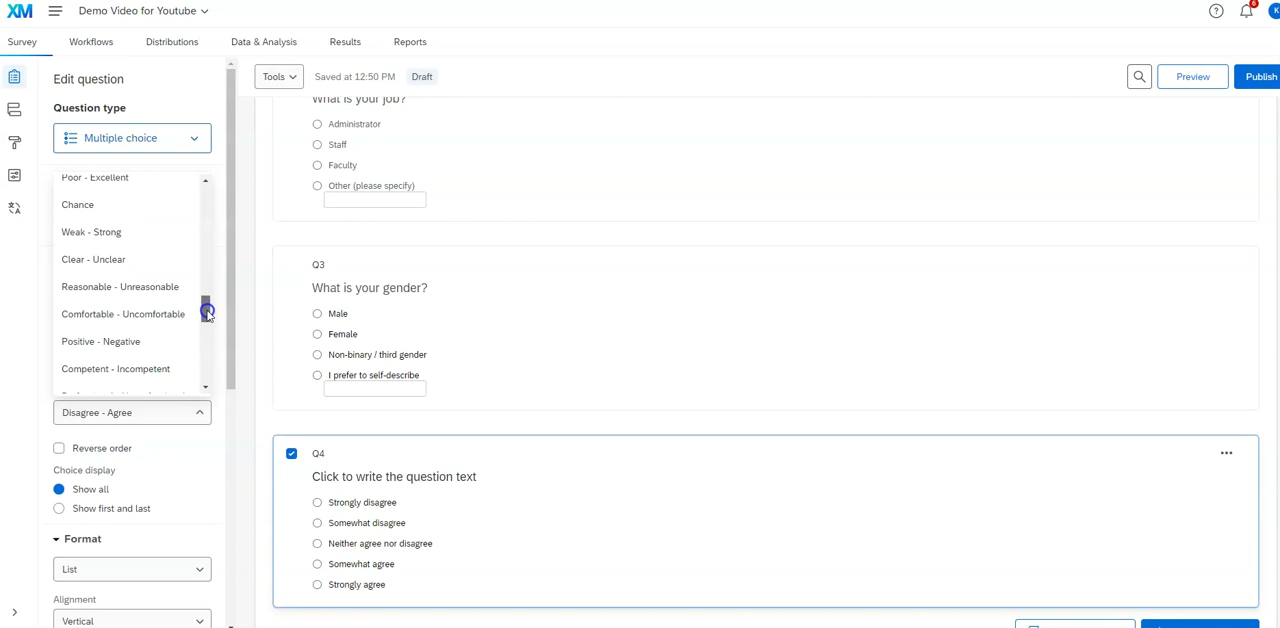 XM
Demo Video for Youtube
6
K
Survey
Workflows
Distributions
Data & Analysis
Results
Reports
Edit question
Question type
Multiple choice
Poor - Excellent
Chance
Weak - Strong
Clear - Unclear
Reasonable - Unreasonable
Comfortable - Uncomfortable
Positive - Negative
Competent - Incompetent
Disagree - Agree
Reverse order
Choice display
Show all
Show first and last
Format
List
Alignment
Vertical
Tools
Saved at 12:50 PM
Draft
Preview
Publish
What is your job?
Administrator
Staff
Faculty
Other (please specify)
Q3
What is your gender?
Male
Female
Non-binary / third gender
I prefer to self-describe
Q4
Click to write the question text
Strongly disagree
Somewhat disagree
Neither agree nor disagree
Somewhat agree
Strongly agree